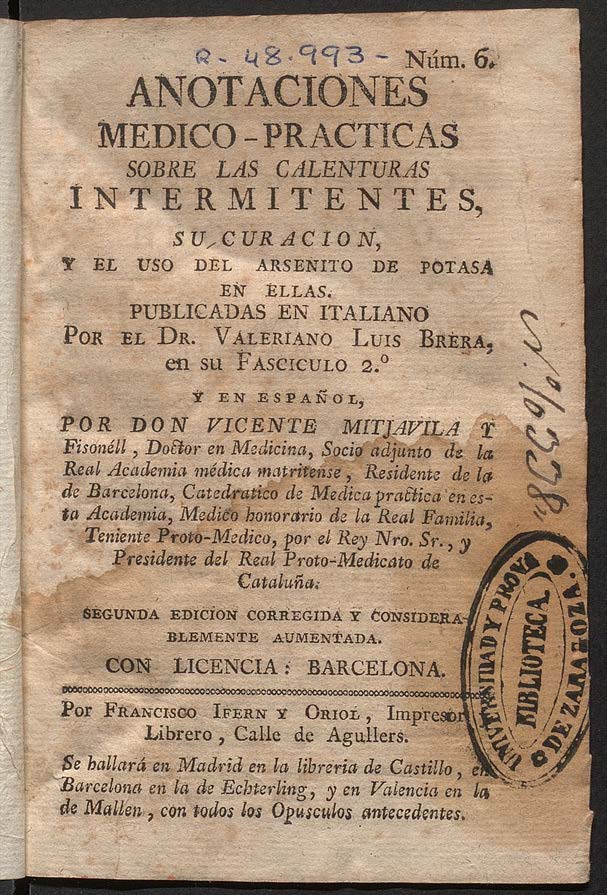 R-48.993-
Núm. 6.
ANOTACIONES
MEDICO-PRACTICAS
SOBRE LAS CALENTURAS
INTERMITENTES,
SU CURACION,
Y EL USO DEL ARSENITO DE POTASA
EN ELLAS.
PUBLICADAS EN ITALIANO
POR EL DR. VALERIANO LUIS BRERA,
en su FASCICULO 2.º
Y EN ESPAÑOL,
POR DON VICENTE MITJAVILA Y
Fisonéll, Doctor en Medicina, Socio adjunto de la
Real Academia médica matritense, Residente de la
de Barcelona, Catedratico de Medica practica en es-
ta Academia, Medico honorario de la Real Familia,
Teniente Proto-Medico, por el Rey Nro. Sr., y
Presidente del Real Proto-Medicato de
Cataluña.
SEGUNDA EDICION CORREGIDA Y CONSIDERA-
BLEMENTE AUMENTADA.
CON LICENCIA: BARCELONA.
Por FRANCISCO IFERN Y ORIOL, Impresor
Librero, Calle de Agullers.
Se hallará en Madrid en la libreria de Castillo, en
Barcelona en la de Echterling, y en Valencia en la
de Mallen, con todos los Opusculos antecedentes.
UNIVERSIDAD Y PROVA
BIBLIOTECA
DE ZARAGOZA.